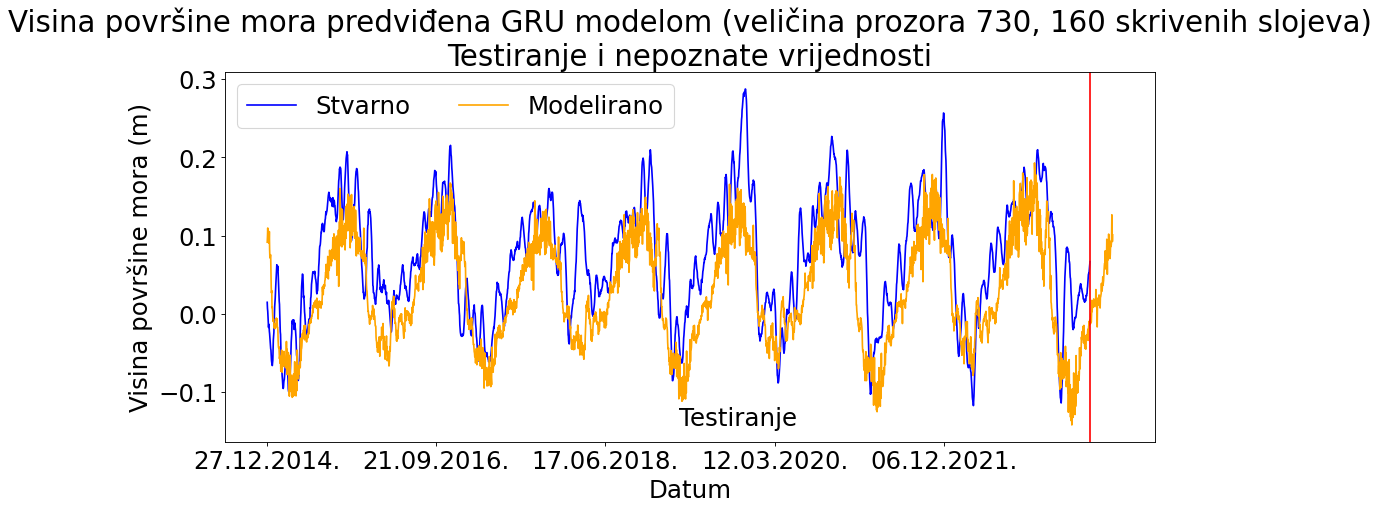 Visina površine mora predviđena GRU modelom (veličina prozora 730, 160 skrivenih slojeva)
Testiranje i nepoznate vrijednosti
Stvarno Modelirano
Visina površine mora (m)
0.3
0.2
0.1
0.0
−0.1
Testiranje
27.12.2014. 21.09.2016. 17.06.2018. 12.03.2020. 06.12.2021.
Datum